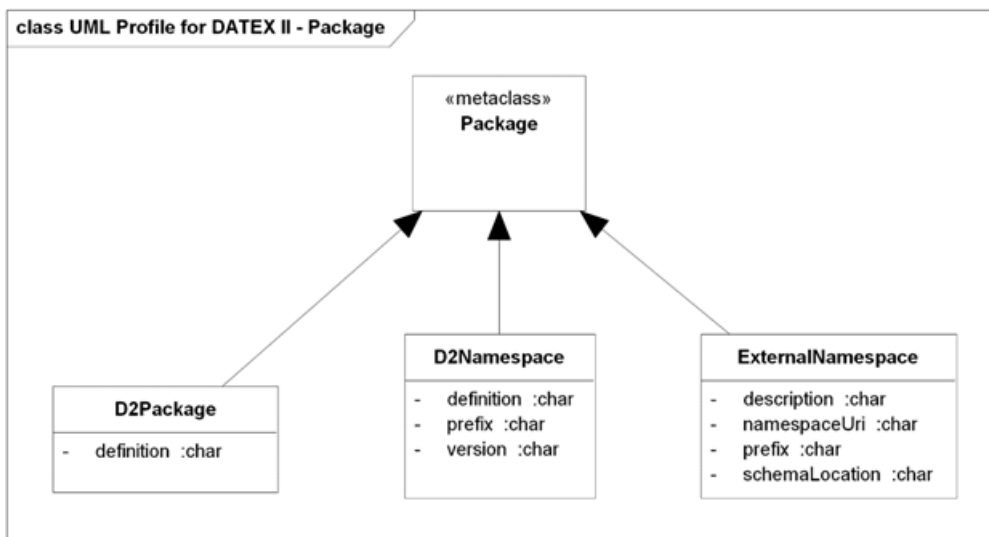 class UML Profile for DATEX II - Package
«metaclass»
Package
D2Package
- definition :char
D2Namespace
- definition :char
- prefix :char
- version :char
ExternalNamespace
- description :char
- namespaceUri :char
- prefix :char
- schemaLocation :char